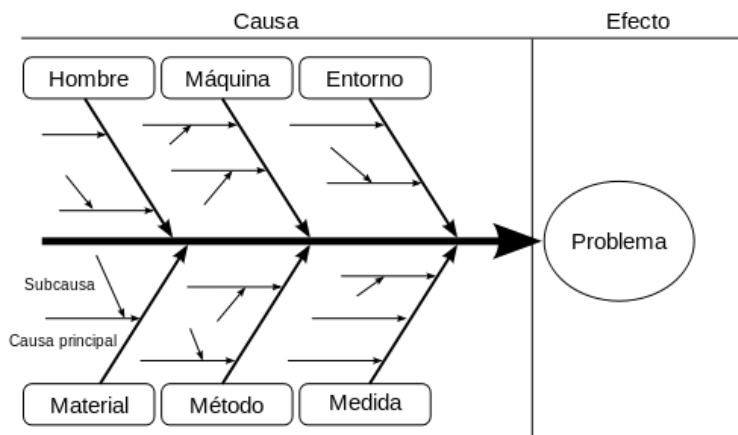 Causa
Efecto
Hombre
Máquina
Entorno
Problema
Subcausa
Causa principal
Material
Método
Medida